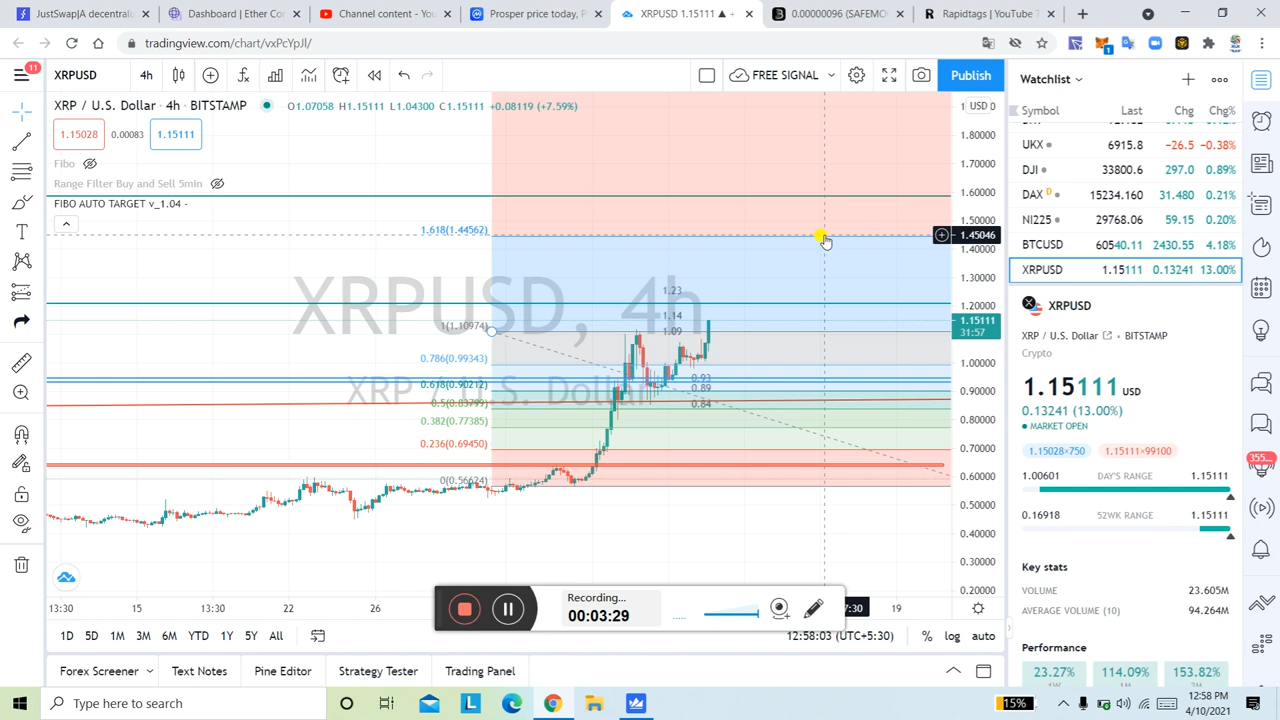 JustSwapJA decentraliz
Dashboard | Ether Co
Channel content - You
Prosper price today, P
XRPUSD 1.15111 ▲ +
0.00000096 (SAFEMO
Rapidtags | YouTube T
tradingview.com/chart/vxPcYpJl/
11
XRPUSD
4h
FREE SIGNAL
Publish
XRP / U.S. Dollar · 4h · BITSTAMP
O1.07058 H1.15111 L1.04300 C1.15111 +0.08119 (+7.59%)
1.15028
0.00083
1.15111
Fibo
Range Filter Buy and Sell 5min
FIBO AUTO TARGET v_1.04 -
XRPUSD, 4h
XRP / U.S. Dollar
1.618(1.44562)
1(1.10974)
0.786(0.99343)
0.618(0.90212)
0.5(0.83799)
0.382(0.77385)
0.236(0.69450)
0(0.56624)
1.23
1.14
1.09
0.93
0.89
0.84
USD
1.80000
1.70000
1.60000
1.50000
1.45046
1.40000
1.30000
1.20000
1.15111
31:57
1.00000
0.90000
0.80000
0.70000
0.60000
0.50000
0.40000
0.30000
0.20000
13:30
15
13:30
22
26
7:30
19
Recording...
00:03:29
1D 5D 1M 3M 6M YTD 1Y 5Y All
12:58:03 (UTC+5:30)
% log auto
Forex Screener
Text Notes
Pine Editor
Strategy Tester
Trading Panel
Watchlist
Symbol Last Chg Chg%
UKX 6915.8 −26.5 −0.38%
DJI 33800.6 297.0 0.89%
DAX D 15234.160 31.480 0.21%
NI225 29768.06 59.15 0.20%
BTCUSD 60540.11 2430.55 4.18%
XRPUSD 1.15111 0.13241 13.00%
XRPUSD
XRP / U.S. Dollar BITSTAMP
Crypto
1.15111 USD
0.13241 (13.00%)
MARKET OPEN
1.15028×750
1.15111×99100
1.00601 DAY'S RANGE 1.15111
0.16918 52WK RANGE 1.15111
Key stats
VOLUME 23.605M
AVERAGE VOLUME (10) 94.264M
Performance
23.27% 114.09% 153.82%
355
Type here to search
15%
12:58 PM
4/10/2021